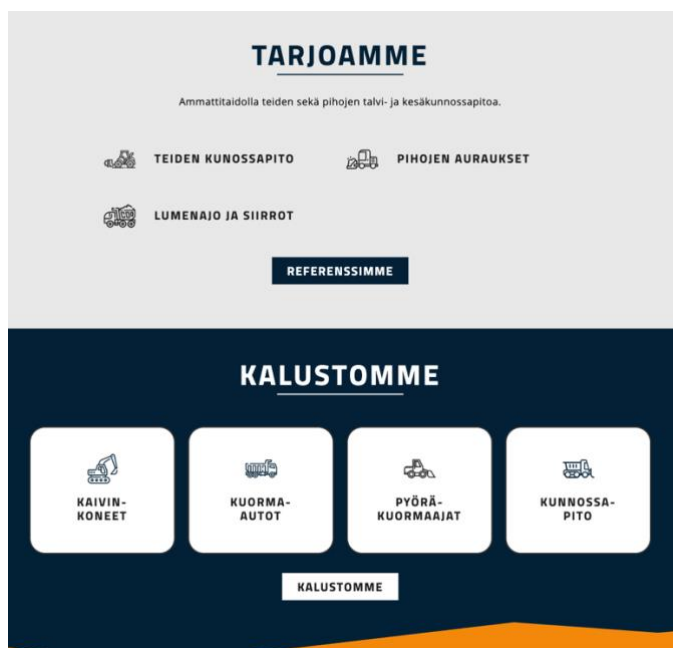 TARJOAMME
Ammattitaidolla teiden sekä pihojen talvi- ja kesäkunnossapitoa.
TEIDEN KUNOSSAPITO
PIHOJEN AURAUKSET
LUMENAJO JA SIIRROT
REFERENSSIMME
KALUSTOMME
KAIVIN-
KONEET
KUORMA-
AUTOT
PYÖRÄ-
KUORMAAJAT
KUNNOSSA-
PITO
KALUSTOMME